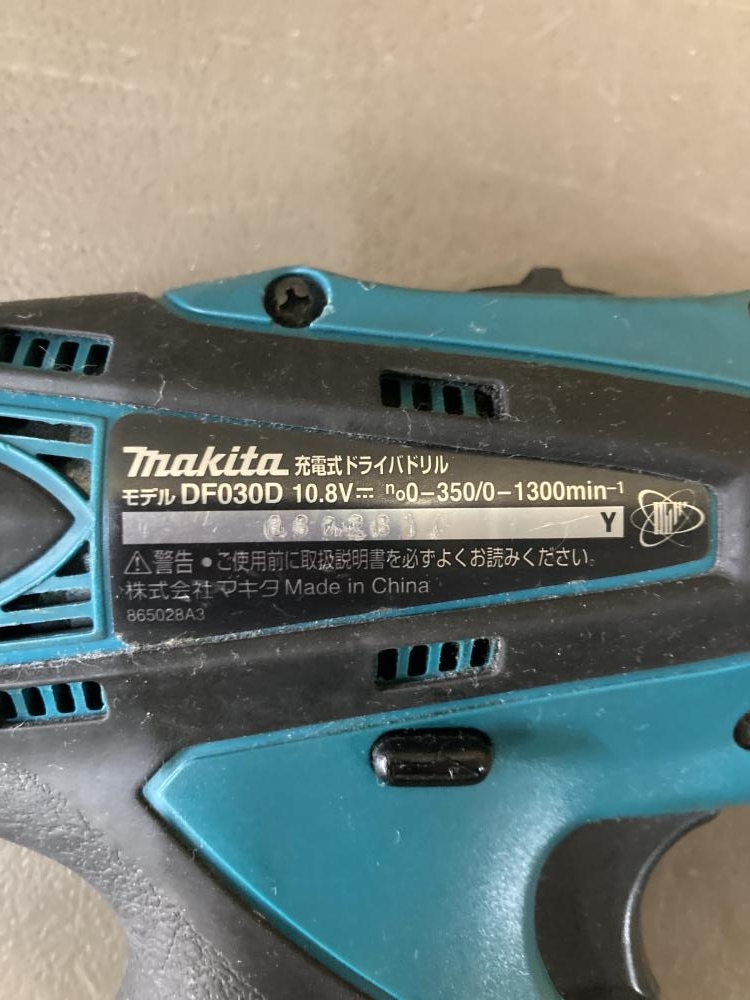 makita 充電式ドライバドリル
モデル DF030D 10.8V⎓ n₀0-350/0-1300min⁻¹
Y
⚠警告 ●ご使用前に取扱説明書を必ずよくお読みください。
株式会社マキタ Made in China
865028A3